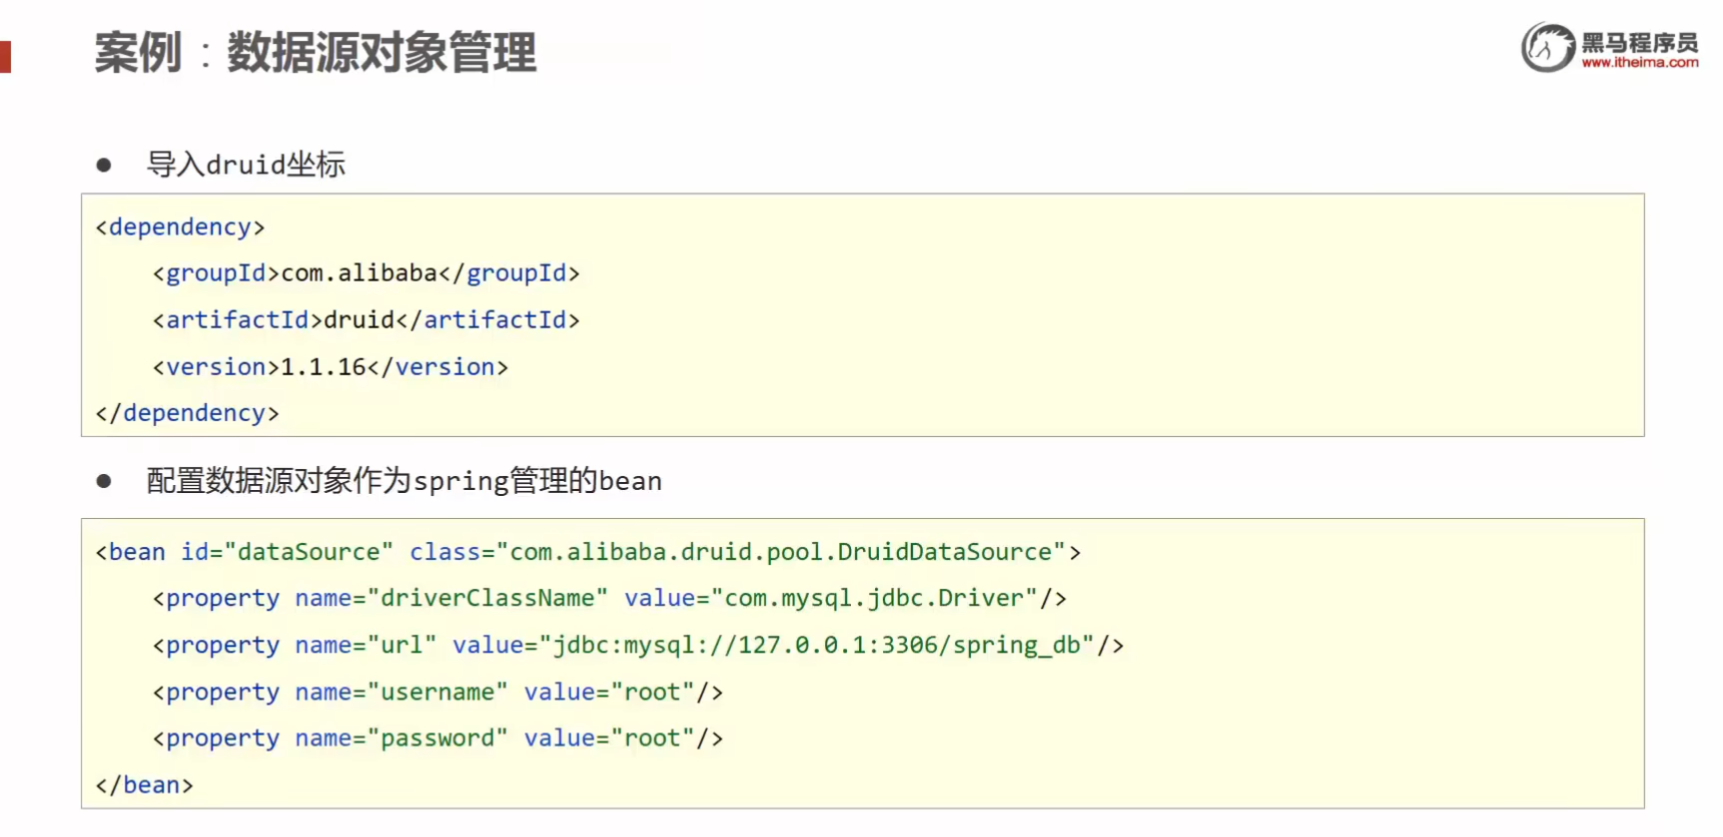 案例：数据源对象管理
黑马程序员
www.itheima.com
● 导入druid坐标
<dependency>
    <groupId>com.alibaba</groupId>
    <artifactId>druid</artifactId>
    <version>1.1.16</version>
</dependency>
● 配置数据源对象作为spring管理的bean
<bean id="dataSource" class="com.alibaba.druid.pool.DruidDataSource">
    <property name="driverClassName" value="com.mysql.jdbc.Driver"/>
    <property name="url" value="jdbc:mysql://127.0.0.1:3306/spring_db"/>
    <property name="username" value="root"/>
    <property name="password" value="root"/>
</bean>